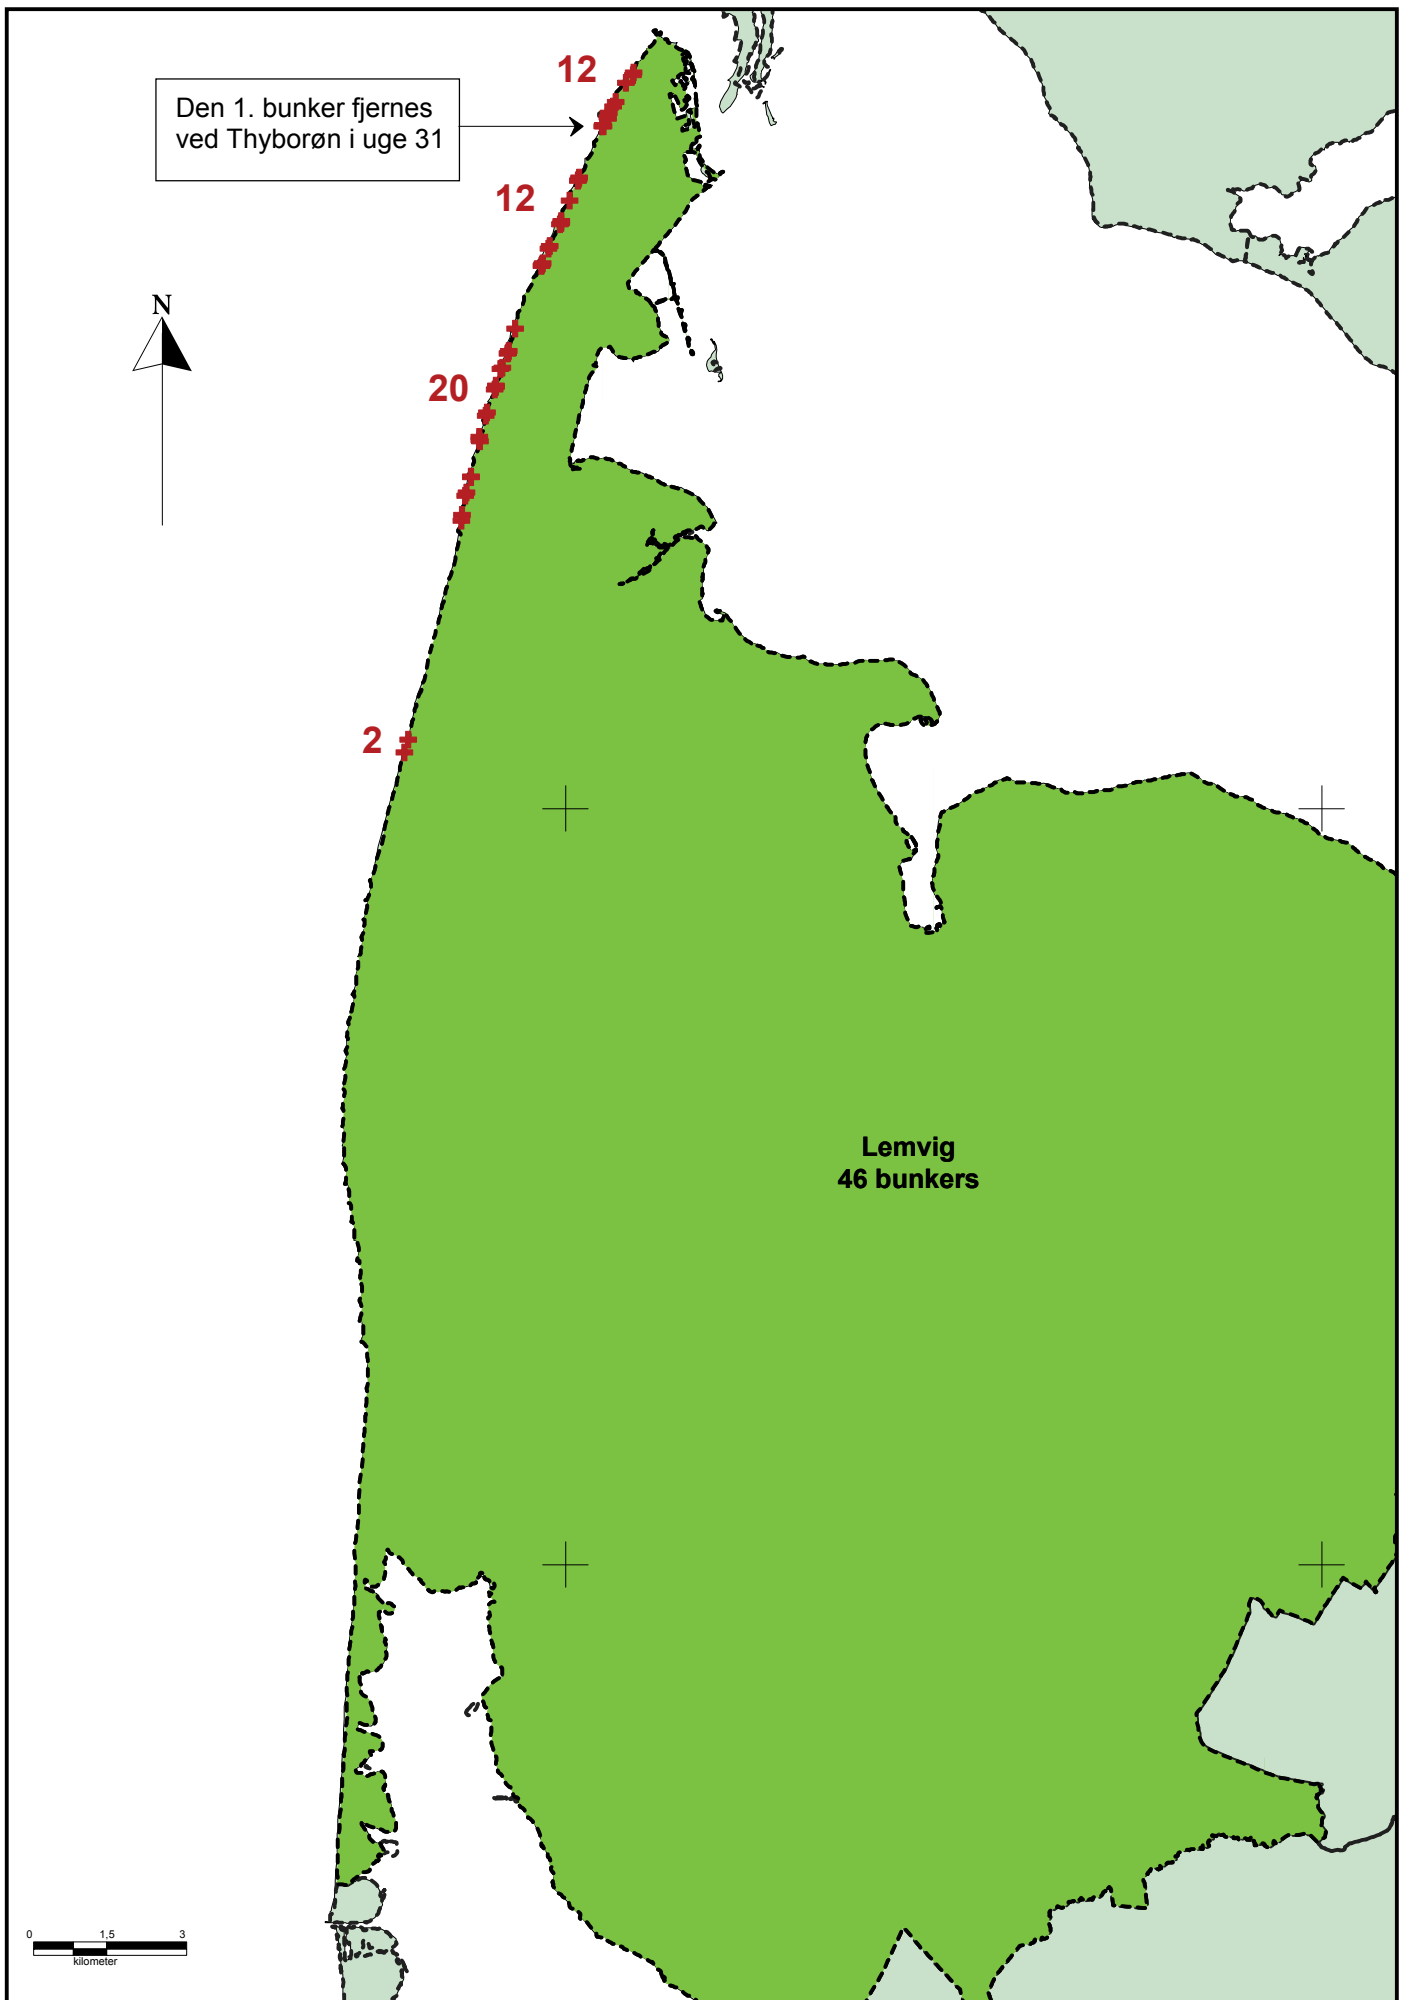 12
Den 1. bunker fjernes
ved Thyborøn i uge 31
12
N
20
2
Lemvig
46 bunkers
0 1,5 3
kilometer